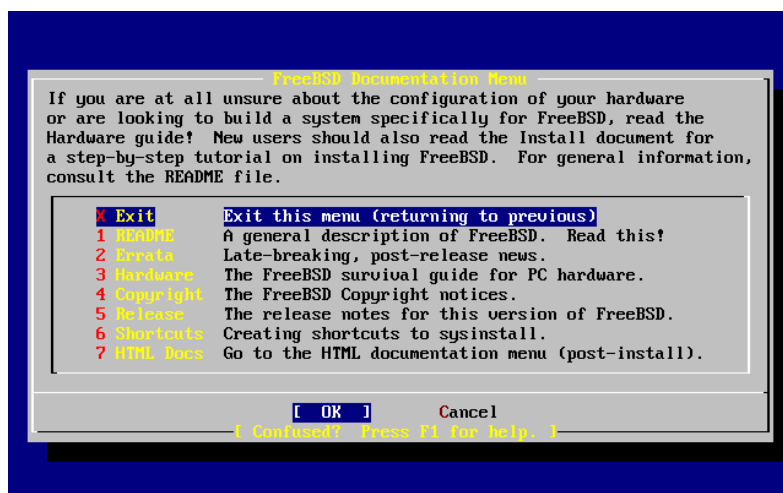 FreeBSD Documentation Menu
If you are at all unsure about the configuration of your hardware
or are looking to build a system specifically for FreeBSD, read the
Hardware guide!  New users should also read the Install document for
a step-by-step tutorial on installing FreeBSD.  For general information,
consult the README file.
X Exit Exit this menu (returning to previous)
1 README A general description of FreeBSD.  Read this!
2 Errata Late-breaking, post-release news.
3 Hardware The FreeBSD survival guide for PC hardware.
4 Copyright The FreeBSD Copyright notices.
5 Release The release notes for this version of FreeBSD.
6 Shortcuts Creating shortcuts to sysinstall.
7 HTML Docs Go to the HTML documentation menu (post-install).
[ OK ] Cancel
[ Confused?  Press F1 for help. ]